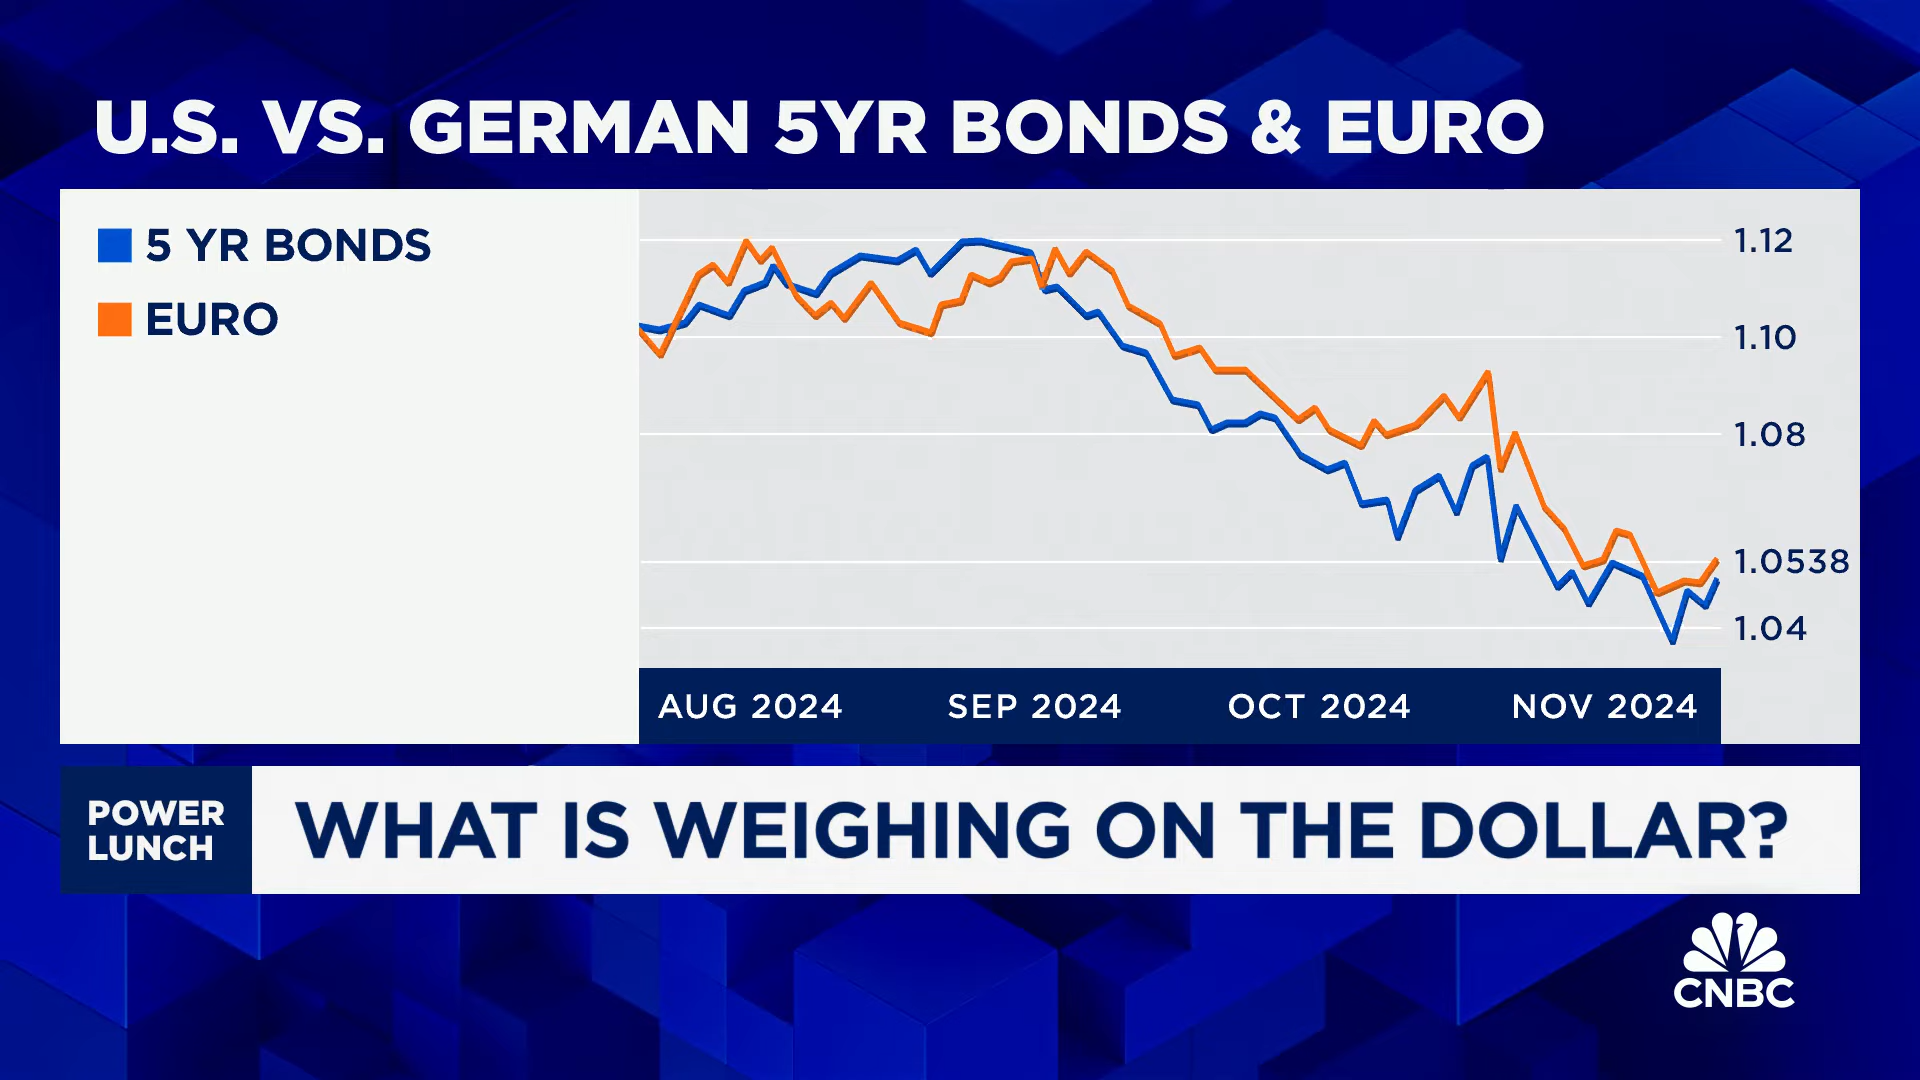 U.S. VS. GERMAN 5YR BONDS & EURO
5 YR BONDS
EURO
1.12
1.10
1.08
1.0538
1.04
AUG 2024 SEP 2024 OCT 2024 NOV 2024
POWER
LUNCH
WHAT IS WEIGHING ON THE DOLLAR?
CNBC